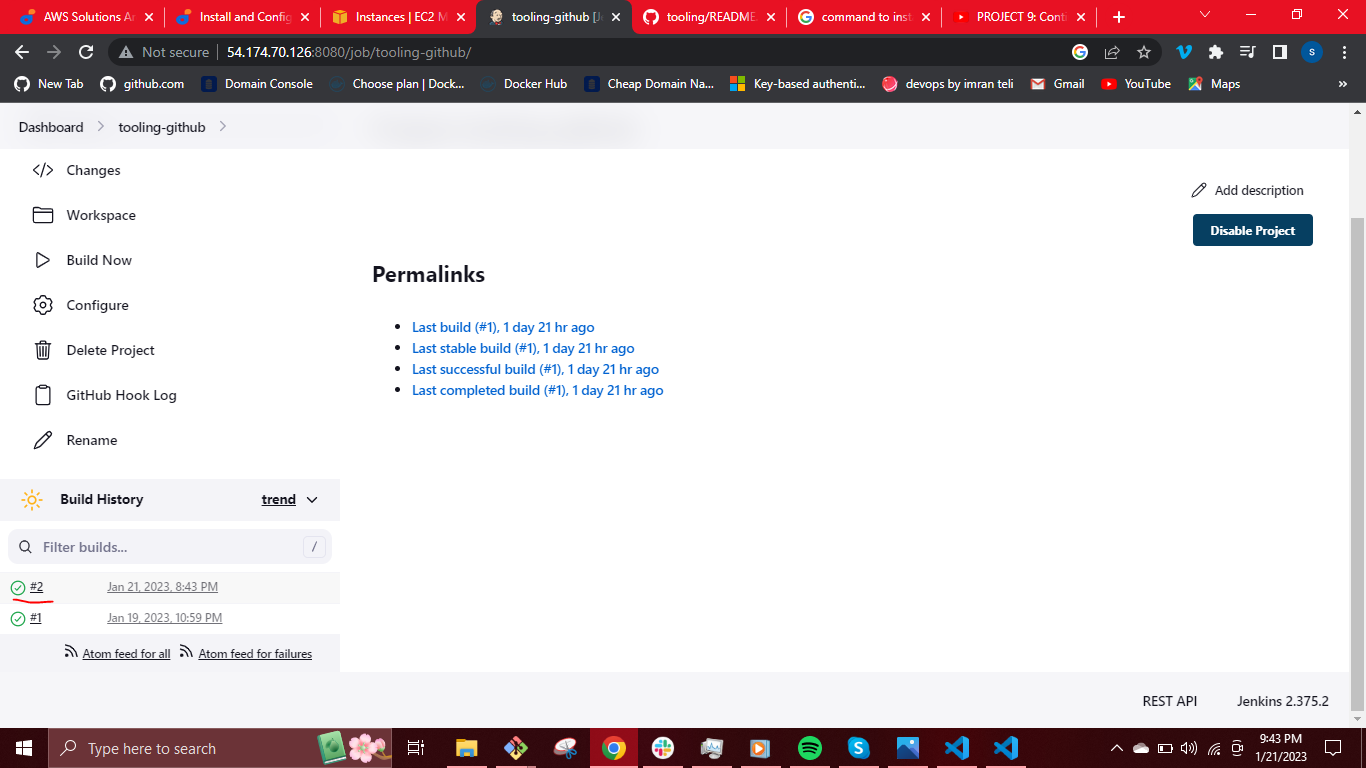 AWS Solutions Ar
Install and Config
Instances | EC2 M
tooling-github [Je
tooling/README.
command to inst
PROJECT 9: Conti
Not secure
54.174.70.126:8080/job/tooling-github/
s
New Tab
github.com
Domain Console
Choose plan | Dock...
Docker Hub
Cheap Domain Na...
Key-based authenti...
devops by imran teli
Gmail
YouTube
Maps
»
Dashboard
tooling-github
Changes
Workspace
Build Now
Configure
Delete Project
GitHub Hook Log
Rename
Add description
Disable Project
Permalinks
Last build (#1), 1 day 21 hr ago
Last stable build (#1), 1 day 21 hr ago
Last successful build (#1), 1 day 21 hr ago
Last completed build (#1), 1 day 21 hr ago
Build History trend
Filter builds... /
#2 Jan 21, 2023, 8:43 PM
#1 Jan 19, 2023, 10:59 PM
Atom feed for all Atom feed for failures
REST API Jenkins 2.375.2
Type here to search
9:43 PM
1/21/2023